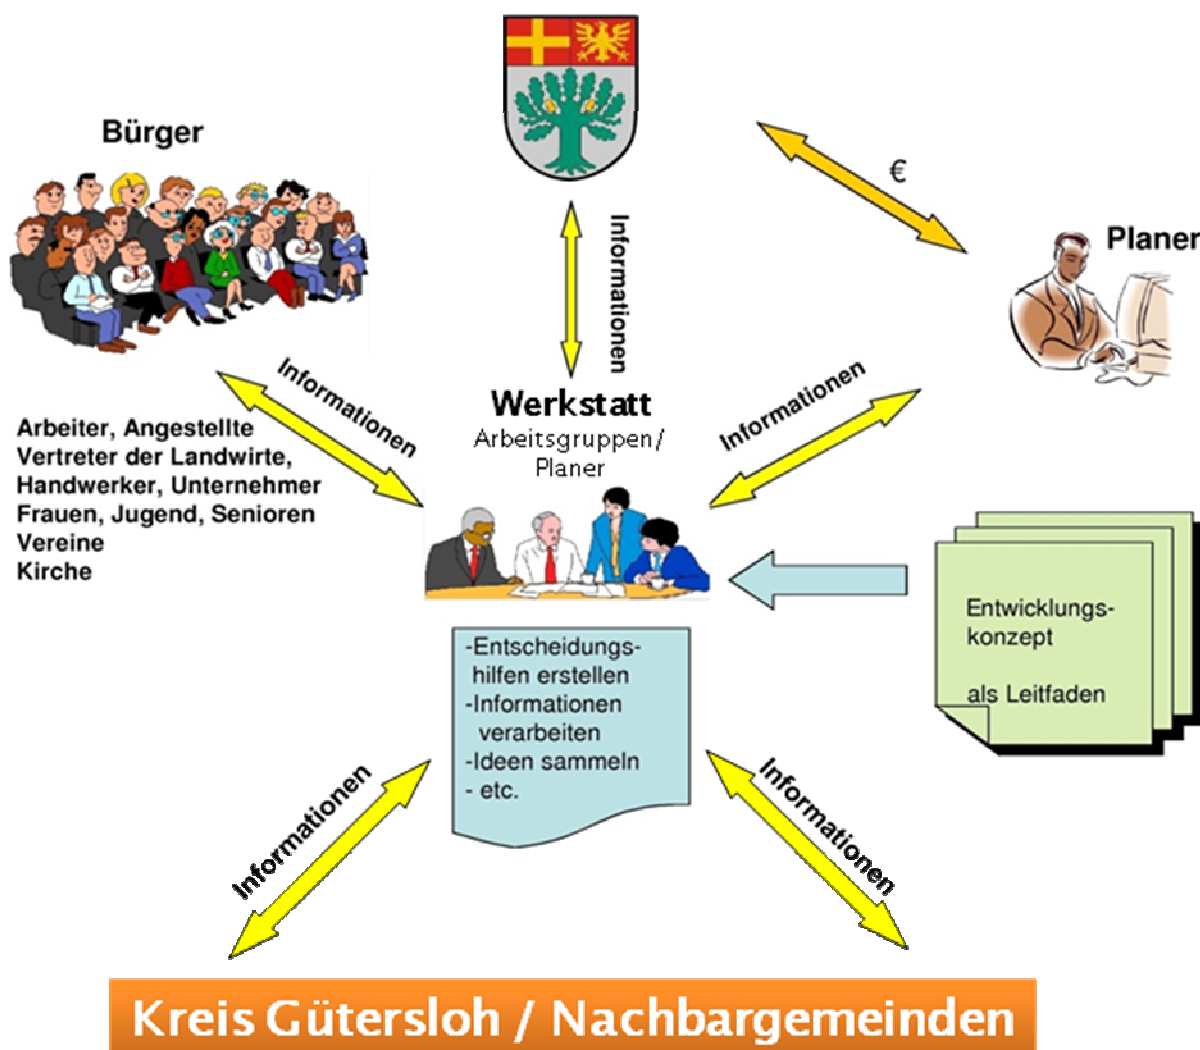 Bürger
€
Planer
Informationen
Informationen
Informationen
Werkstatt
Arbeitsgruppen/
Planer
Arbeiter, Angestellte
Vertreter der Landwirte,
Handwerker, Unternehmer
Frauen, Jugend, Senioren
Vereine
Kirche
Entwicklungs-
konzept
als Leitfaden
-Entscheidungs-
hilfen erstellen
-Informationen
verarbeiten
-Ideen sammeln
- etc.
Informationen
Informationen
Kreis Gütersloh / Nachbargemeinden